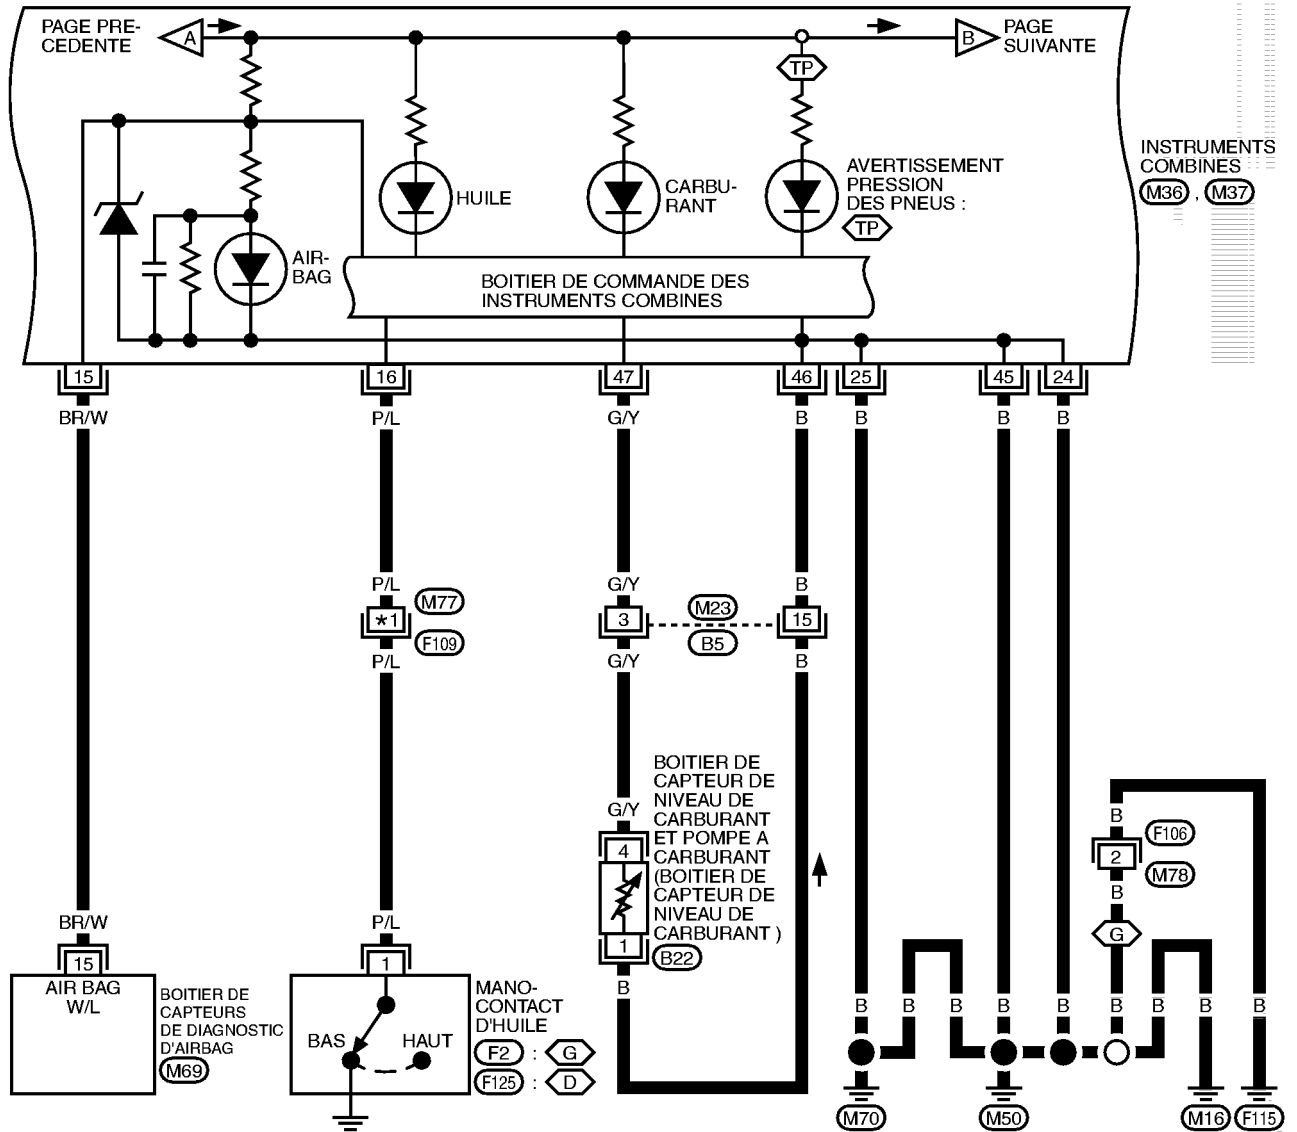 PAGE PRE-
CEDENTE
A
B
PAGE
SUIVANTE
TP
INSTRUMENTS
COMBINES
M36 , M37
HUILE
CARBU-
RANT
AVERTISSEMENT
PRESSION
DES PNEUS :
TP
AIR-
BAG
BOITIER DE COMMANDE DES
INSTRUMENTS COMBINES
15 16 47 46 25 45 24
BR/W P/L G/Y B B B B
P/L G/Y B
M77
*1
F109
3
M23
B5
15
P/L G/Y B
BOITIER DE
CAPTEUR DE
NIVEAU DE
CARBURANT
ET POMPE A
CARBURANT
(BOITIER DE
CAPTEUR DE
NIVEAU DE
CARBURANT )
G/Y
4
1
B22
B
B
F106
2
M78
B
G
BR/W P/L
15
AIR BAG
W/L
BOITIER DE
CAPTEURS
DE DIAGNOSTIC
D'AIRBAG
M69
1
BAS
HAUT
MANO-
CONTACT
D'HUILE
F2 : G
F125 : D
B B B B B B B B B
M70 M50 M16 F115